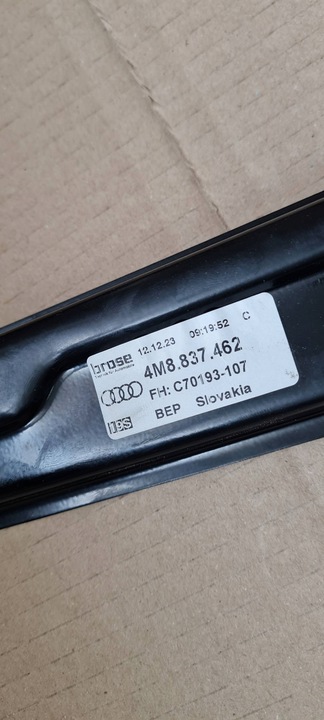 brose 12.12.23 09:19:52 C
4M8.837.462
FH: C70193-107
BEP Slovakia